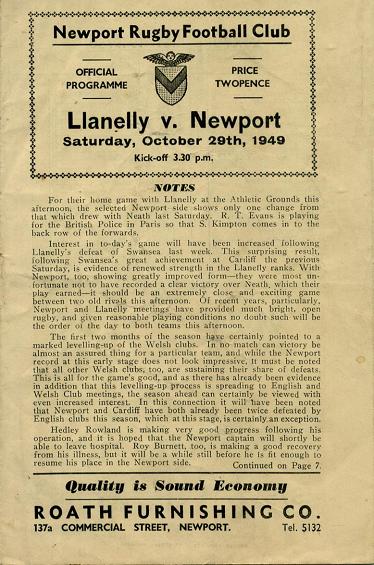 Newport Rugby Football Club
OFFICIAL
PROGRAMME
PRICE
TWOPENCE
Llanelly v. Newport
Saturday, October 29th, 1949
Kick-off 3.30 p.m.
NOTES
For their home game with Llanelly at the Athletic Grounds this
afternoon, the selected Newport side shows only one change from
that which drew with Neath last Saturday. R. T. Evans is playing
for the British Police in Paris so that S. Kimpton comes in to the
back row of the forwards.
Interest in to-day's game will have been increased following
Llanelly's defeat of Swansea last week. This surprising result,
following Swansea's great achievement at Cardiff the previous
Saturday, is evidence of renewed strength in the Llanelly ranks. With
Newport, too, showing greatly improved form—they were most un-
fortunate not to have recorded a clear victory over Neath, which their
play earned—it should be an extremely close and exciting game
between two old rivals this afternoon. Of recent years, particularly,
Newport and Llanelly meetings have provided much bright, open
rugby, and given reasonable playing conditions no doubt such will be
the order of the day to both teams this afternoon.
The first two months of the season have certainly pointed to a
marked levelling-up of the Welsh clubs. In no match can victory be
almost an assured thing for a particular team, and while the Newport
record at this early stage does not look impressive, it must be noted
that all other Welsh clubs, too, are sustaining their share of defeats.
This is all for the game's good, and as there has already been evidence
in addition that this levelling-up process is spreading to English and
Welsh Club meetings, the season ahead can certainly be viewed with
even increased interest. In this connection it will have been noted
that Newport and Cardiff have both already been twice defeated by
English clubs this season, which at this stage, is certainly an exception.
Hedley Rowland is making very good progress following his
operation, and it is hoped that the Newport captain will shortly be
able to leave hospital. Roy Burnett, too, is making a good recovery
from his illness, but it will be a while still before he is fit enough to
resume his place in the Newport side.
Continued on Page 7.
Quality is Sound Economy
ROATH FURNISHING CO.
137a COMMERCIAL STREET, NEWPORT. Tel. 5132